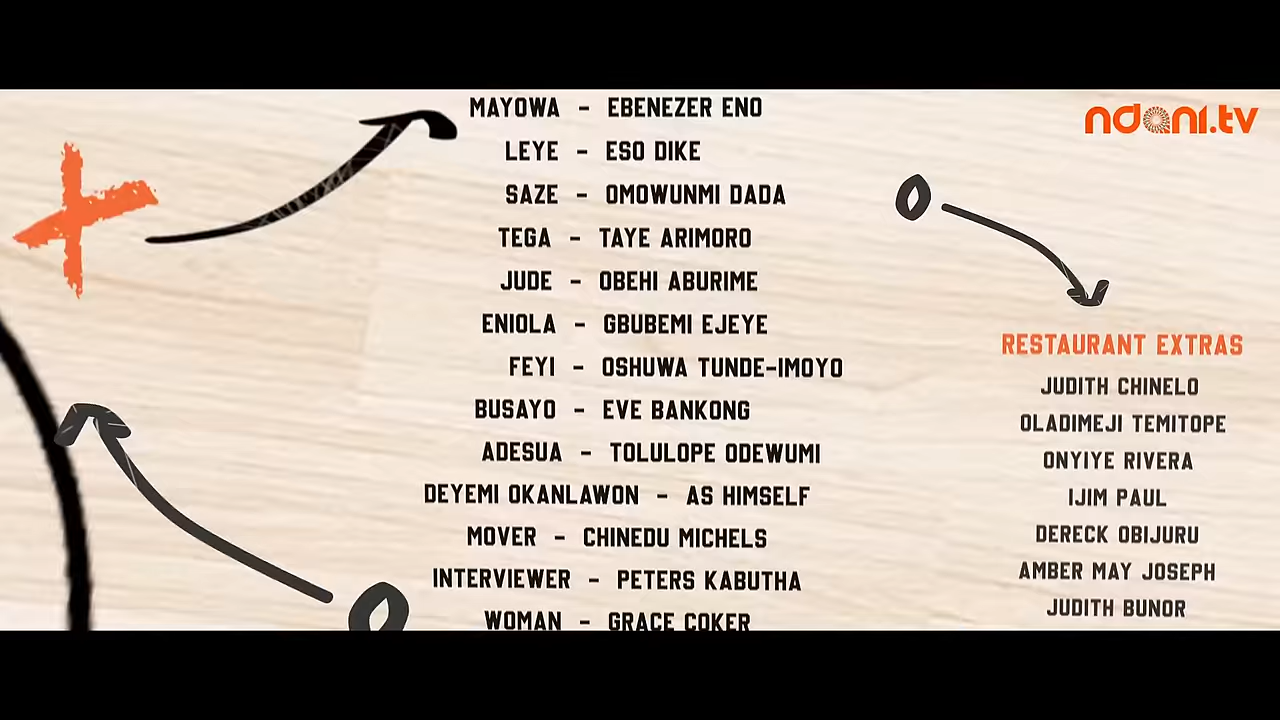 ndani.tv
MAYOWA - EBENEZER ENO
LEYE - ESO DIKE
SAZE - OMOWUNMI DADA
TEGA - TAYE ARIMORO
JUDE - OBEHI ABURIME
ENIOLA - GBUBEMI EJEYE
FEYI - OSHUWA TUNDE-IMOYO
BUSAYO - EVE BANKONG
ADESUA - TOLULOPE ODEWUMI
DEYEMI OKANLAWON - AS HIMSELF
MOVER - CHINEDU MICHELS
INTERVIEWER - PETERS KABUTHA
WOMAN - GRACE COKER
RESTAURANT EXTRAS
JUDITH CHINELO
OLADIMEJI TEMITOPE
ONYIYE RIVERA
IJIM PAUL
DERECK OBIJURU
AMBER MAY JOSEPH
JUDITH BUNOR